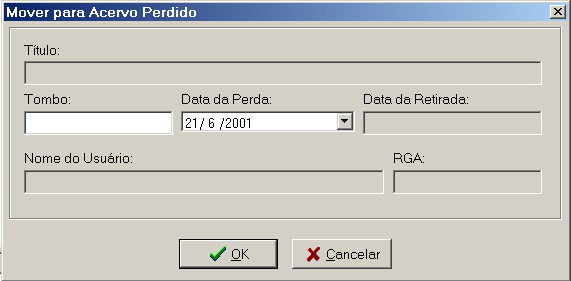 Mover para Acervo Perdido
Título:
Tombo: Data da Perda: Data da Retirada:
21/ 6 /2001
Nome do Usuário: RGA:
OK Cancelar